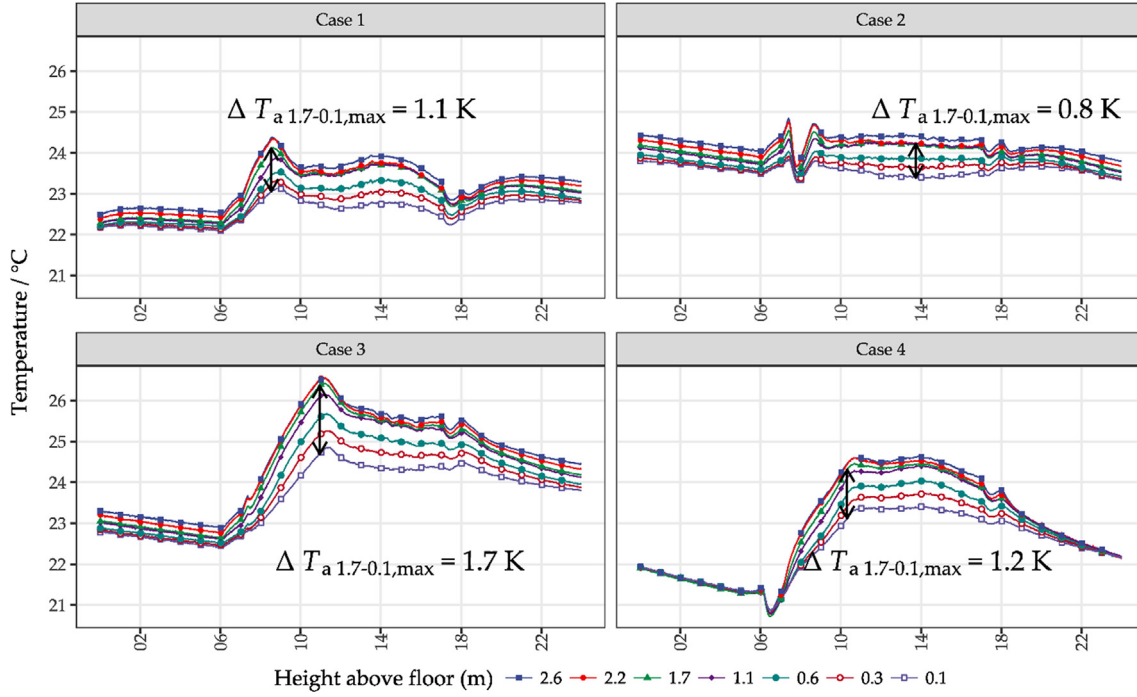 Case 1
Case 2
26
25
24
23
22
21
Δ T a 1.7-0.1,max = 1.1 K
Δ T a 1.7-0.1,max = 0.8 K
02 06 10 14 18 22
02 06 10 14 18 22
Temperature / °C
Case 3
Case 4
26
25
24
23
22
21
Δ T a 1.7-0.1,max = 1.7 K
Δ T a 1.7-0.1,max = 1.2 K
02 06 10 14 18 22
02 06 10 14 18 22
Height above floor (m) 2.6 2.2 1.7 1.1 0.6 0.3 0.1